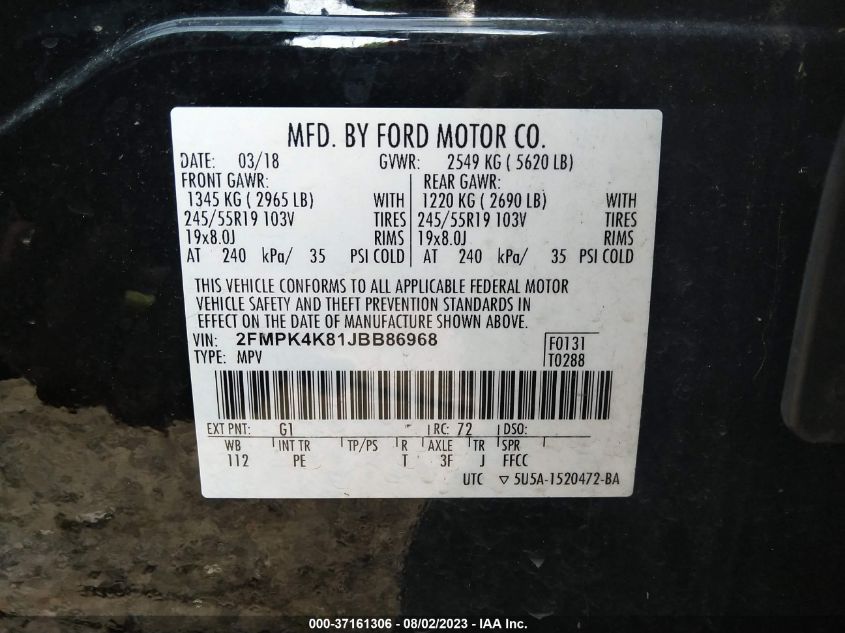 MFD. BY FORD MOTOR CO.
DATE: 03/18 GVWR: 2549 KG ( 5620 LB)
FRONT GAWR: REAR GAWR:
1345 KG ( 2965 LB) WITH 1220 KG ( 2690 LB) WITH
245/55R19 103V TIRES 245/55R19 103V TIRES
19x8.0J RIMS 19x8.0J RIMS
AT 240 kPa/ 35 PSI COLD AT 240 kPa/ 35 PSI COLD
THIS VEHICLE CONFORMS TO ALL APPLICABLE FEDERAL MOTOR
VEHICLE SAFETY AND THEFT PREVENTION STANDARDS IN
EFFECT ON THE DATE OF MANUFACTURE SHOWN ABOVE.
VIN: 2FMPK4K81JBB86968 F0131
TYPE: MPV T0288
EXT PNT: G1 RC: 72 DSO:
WB INT TR TP/PS R AXLE TR SPR
112 PE T 3F J FFCC
UTC ▽ 5U5A-1520472-BA
000-37161306 - 08/02/2023 - IAA Inc.